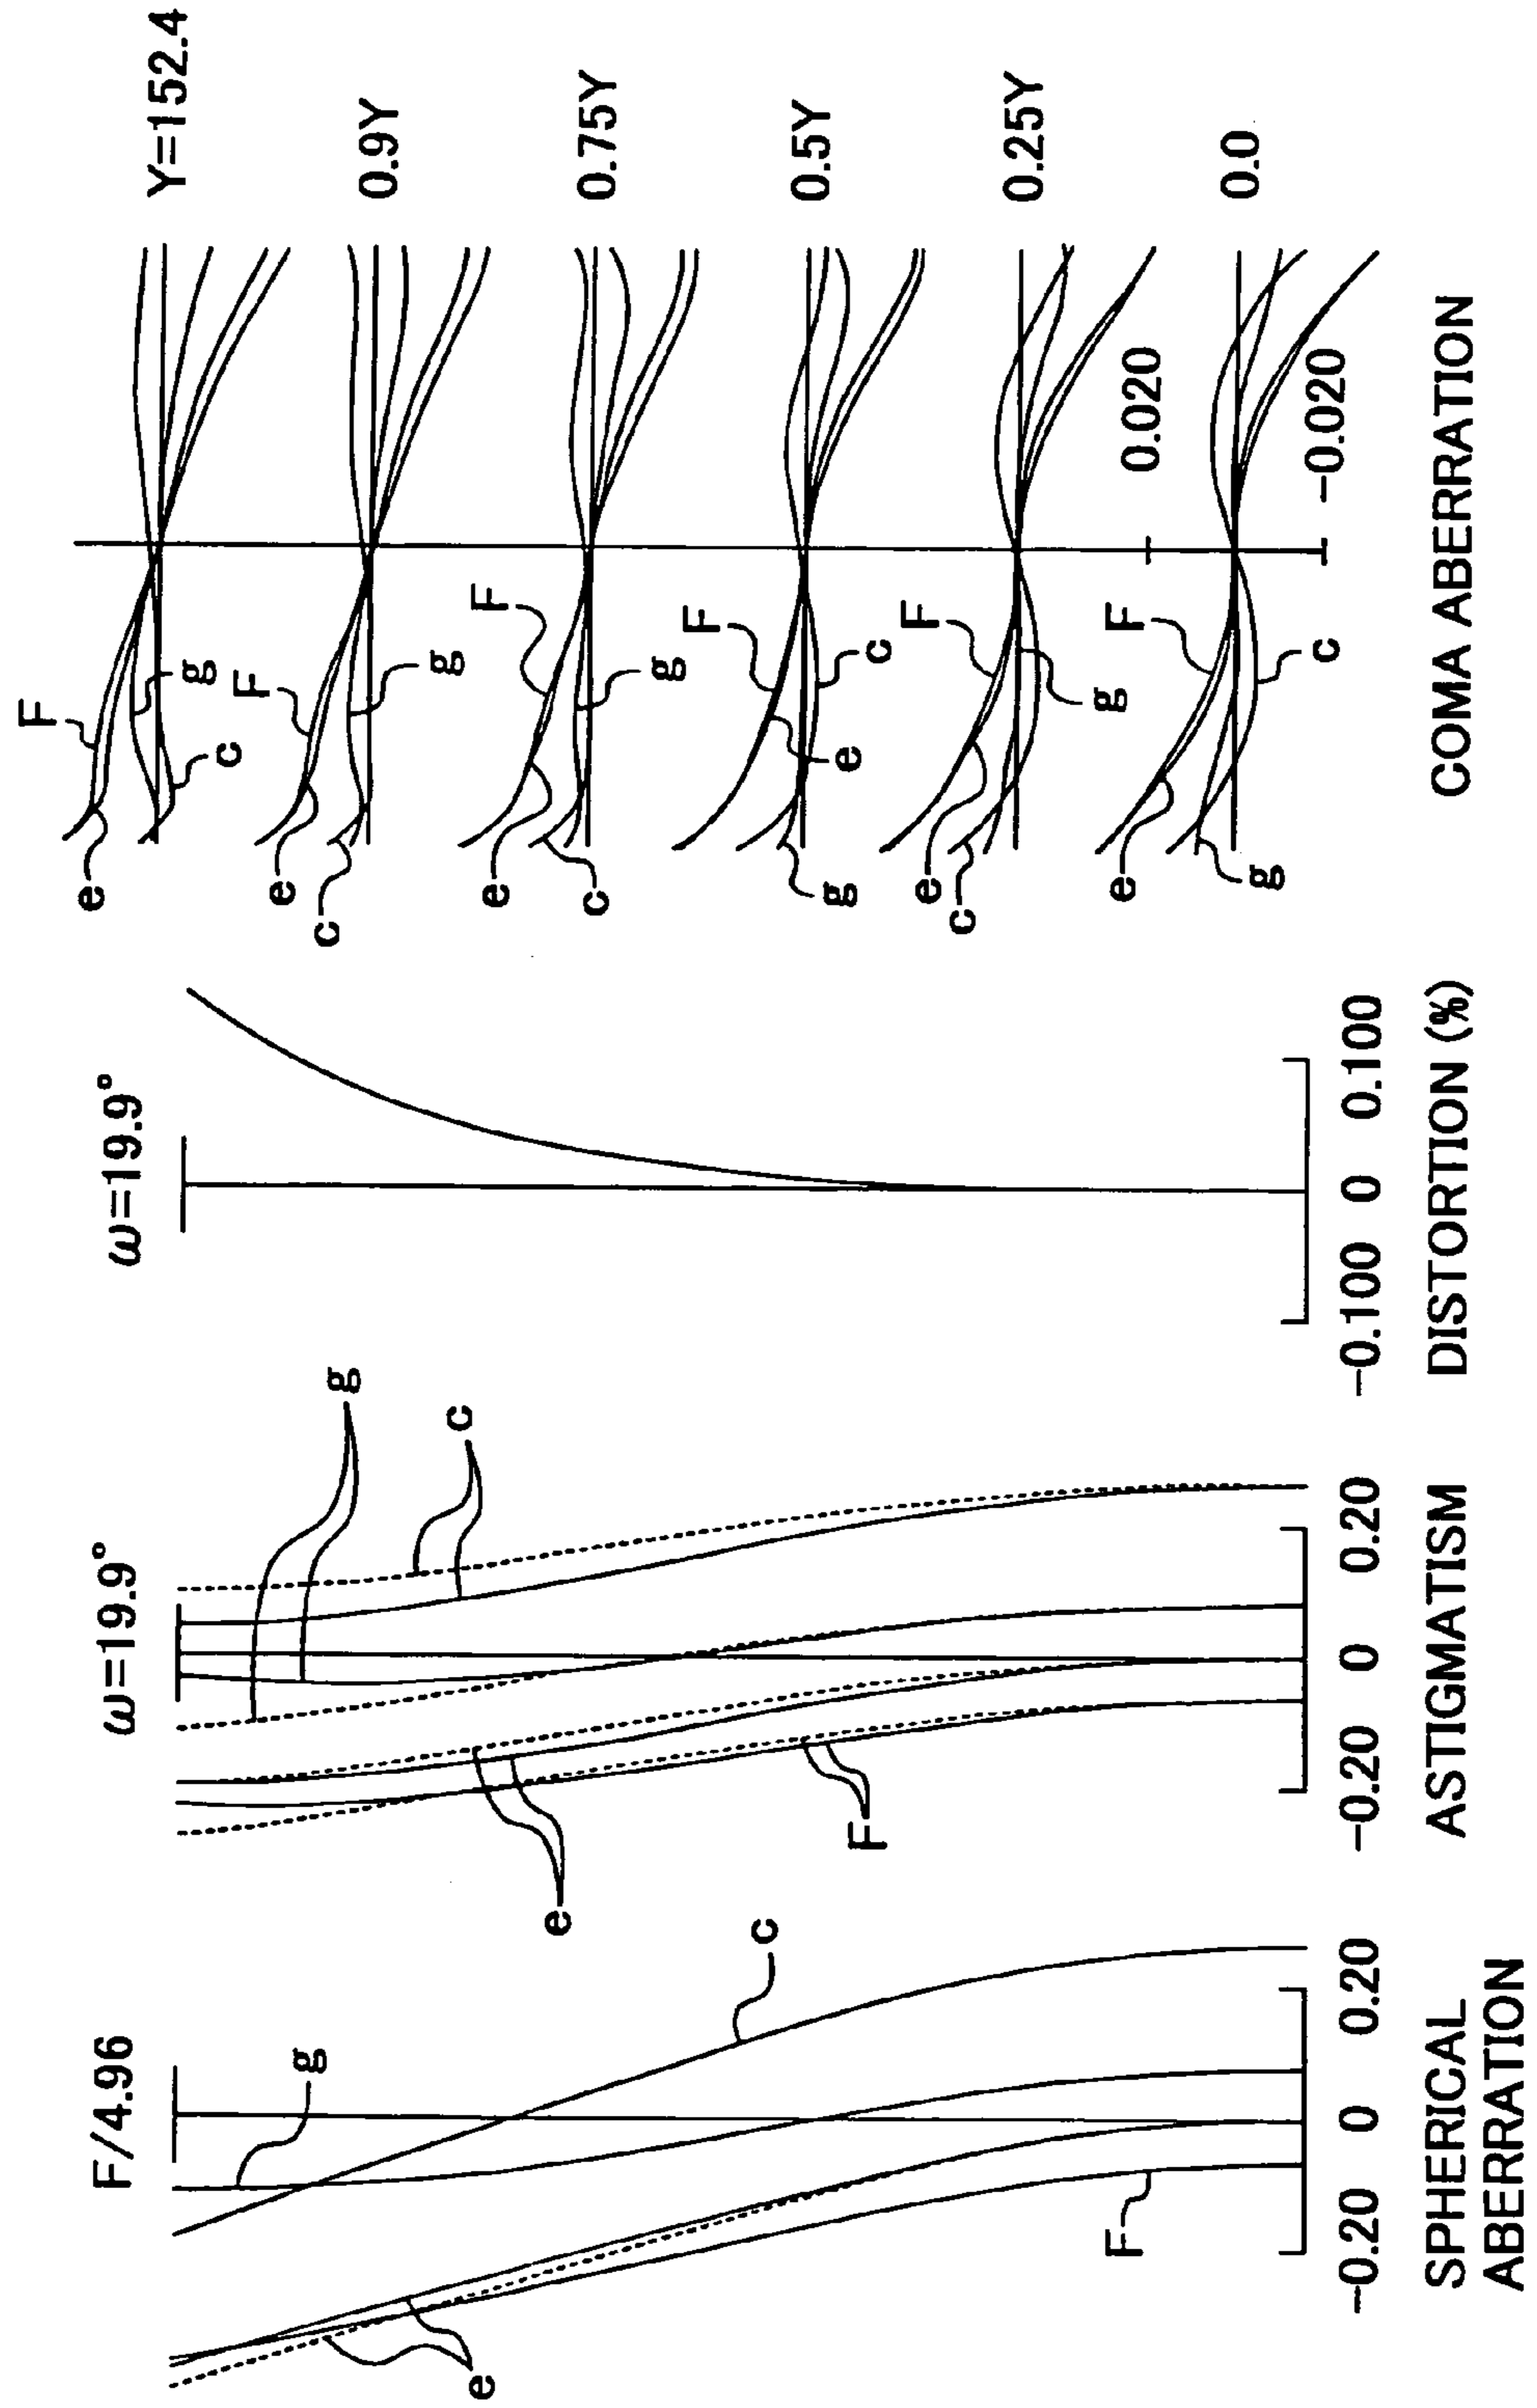 F/4.96
g
c
e
F
-0.20 0 0.20
SPHERICAL
ABERRATION
ω=19.9°
g
c
e
F
-0.20 0 0.20
ASTIGMATISM
ω=19.9°
-0.100 0 0.100
DISTORTION (%)
F
e
g
c
Y=152.4
F
e
g
c
0.9Y
F
e
g
c
0.75Y
F
c
e
g
0.5Y
F
e
c
g
0.25Y
0.020
F
e
c
g
0.0
-0.020
COMA ABERRATION